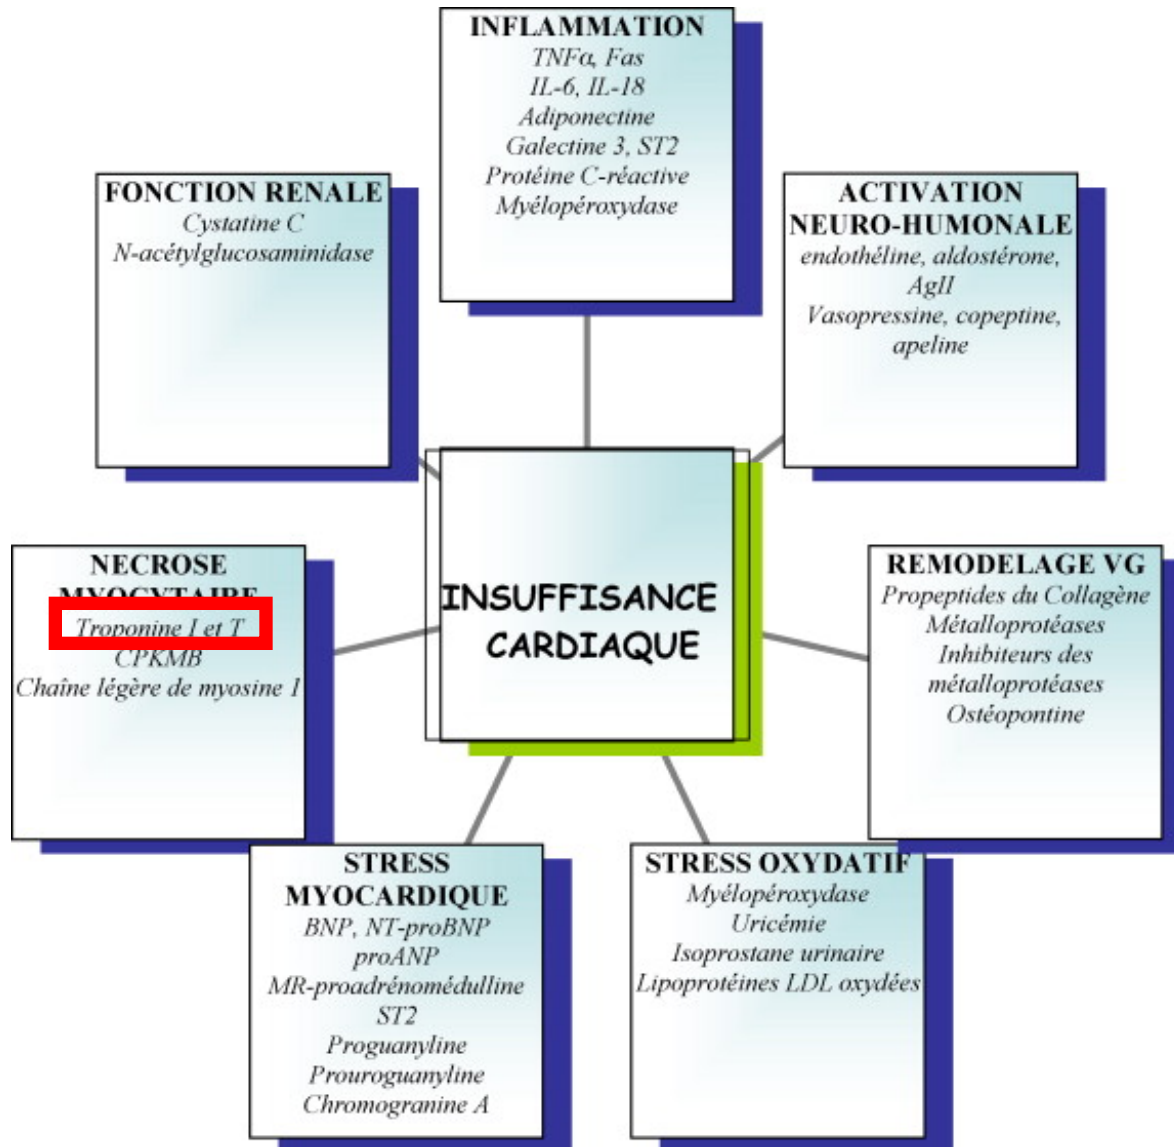 INFLAMMATION
TNFα, Fas
IL-6, IL-18
Adiponectine
Galectine 3, ST2
Protéine C-réactive
Myélopéroxydase
FONCTION RENALE
Cystatine C
N-acétylglucosaminidase
ACTIVATION
NEURO-HUMONALE
endothéline, aldostérone,
AgII
Vasopressine, copeptine,
apeline
INSUFFISANCE
CARDIAQUE
NECROSE
MYOCYTAIRE
Troponine I et T
CPKMB
Chaîne légère de myosine 1
REMODELAGE VG
Propeptides du Collagène
Métalloprotéases
Inhibiteurs des
métalloprotéases
Ostéopontine
STRESS
MYOCARDIQUE
BNP, NT-proBNP
proANP
MR-proadrénomédulline
ST2
Proguanyline
Prouroguanyline
Chromogranine A
STRESS OXYDATIF
Myélopéroxydase
Uricémie
Isoprostane urinaire
Lipoprotéines LDL oxydées